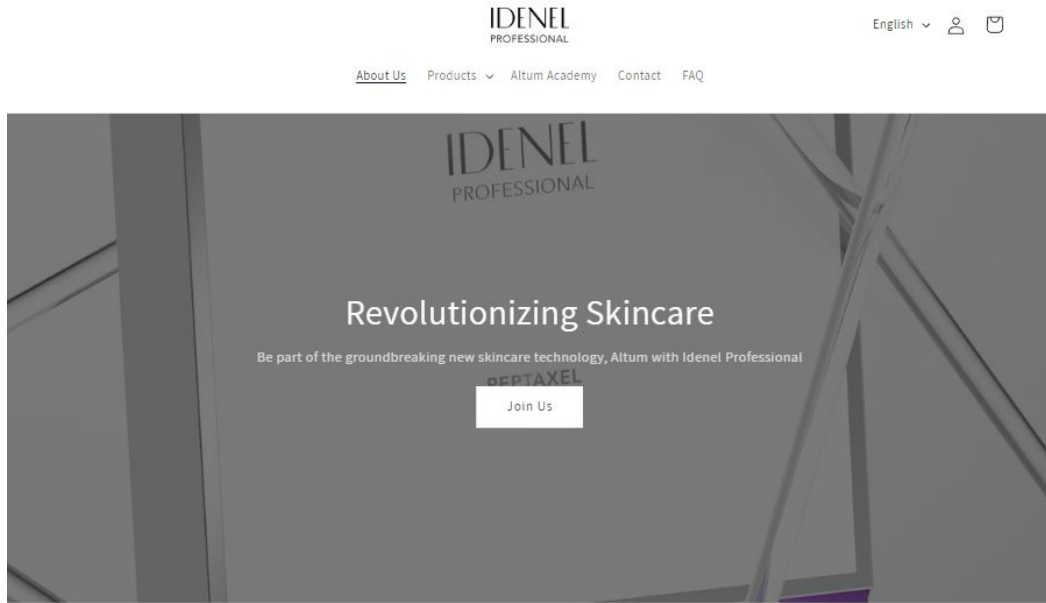 IDENEL
PROFESSIONAL
English
About Us Products Altum Academy Contact FAQ
IDENEL
PROFESSIONAL
Revolutionizing Skincare
Be part of the groundbreaking new skincare technology, Altum with Idenel Professional
PEPTAXEL
Join Us